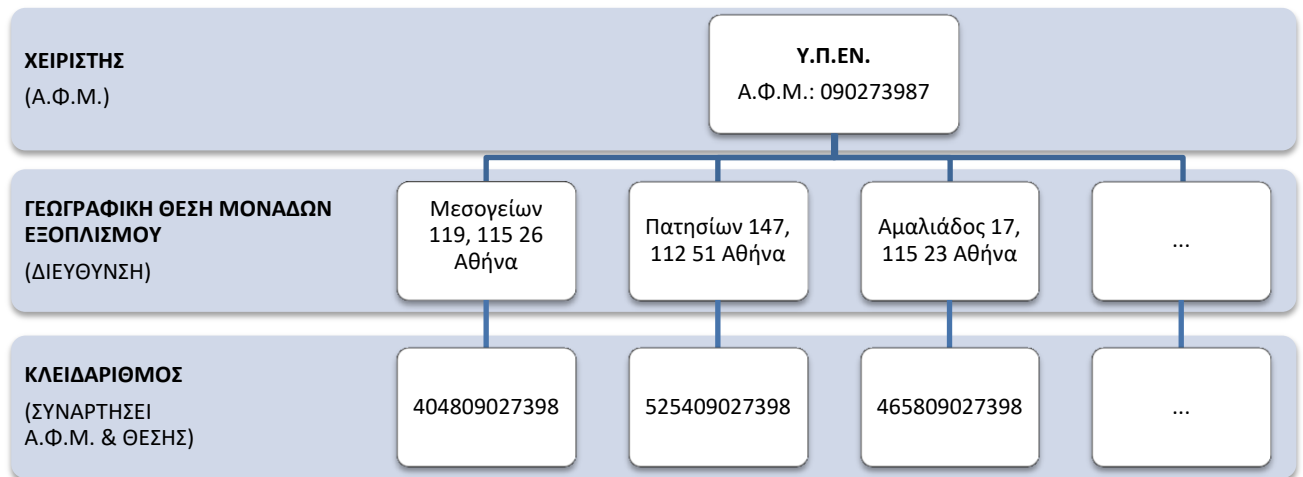 ΧΕΙΡΙΣΤΗΣ
(Α.Φ.Μ.)
Υ.Π.ΕΝ.
Α.Φ.Μ.: 090273987
ΓΕΩΓΡΑΦΙΚΗ ΘΕΣΗ ΜΟΝΑΔΩΝ
ΕΞΟΠΛΙΣΜΟΥ
(ΔΙΕΥΘΥΝΣΗ)
Μεσογείων
119, 115 26
Αθήνα
Πατησίων 147,
112 51 Αθήνα
Αμαλιάδος 17,
115 23 Αθήνα
...
ΚΛΕΙΔΑΡΙΘΜΟΣ
(ΣΥΝΑΡΤΗΣΕΙ
Α.Φ.Μ. & ΘΕΣΗΣ)
404809027398
525409027398
465809027398
...